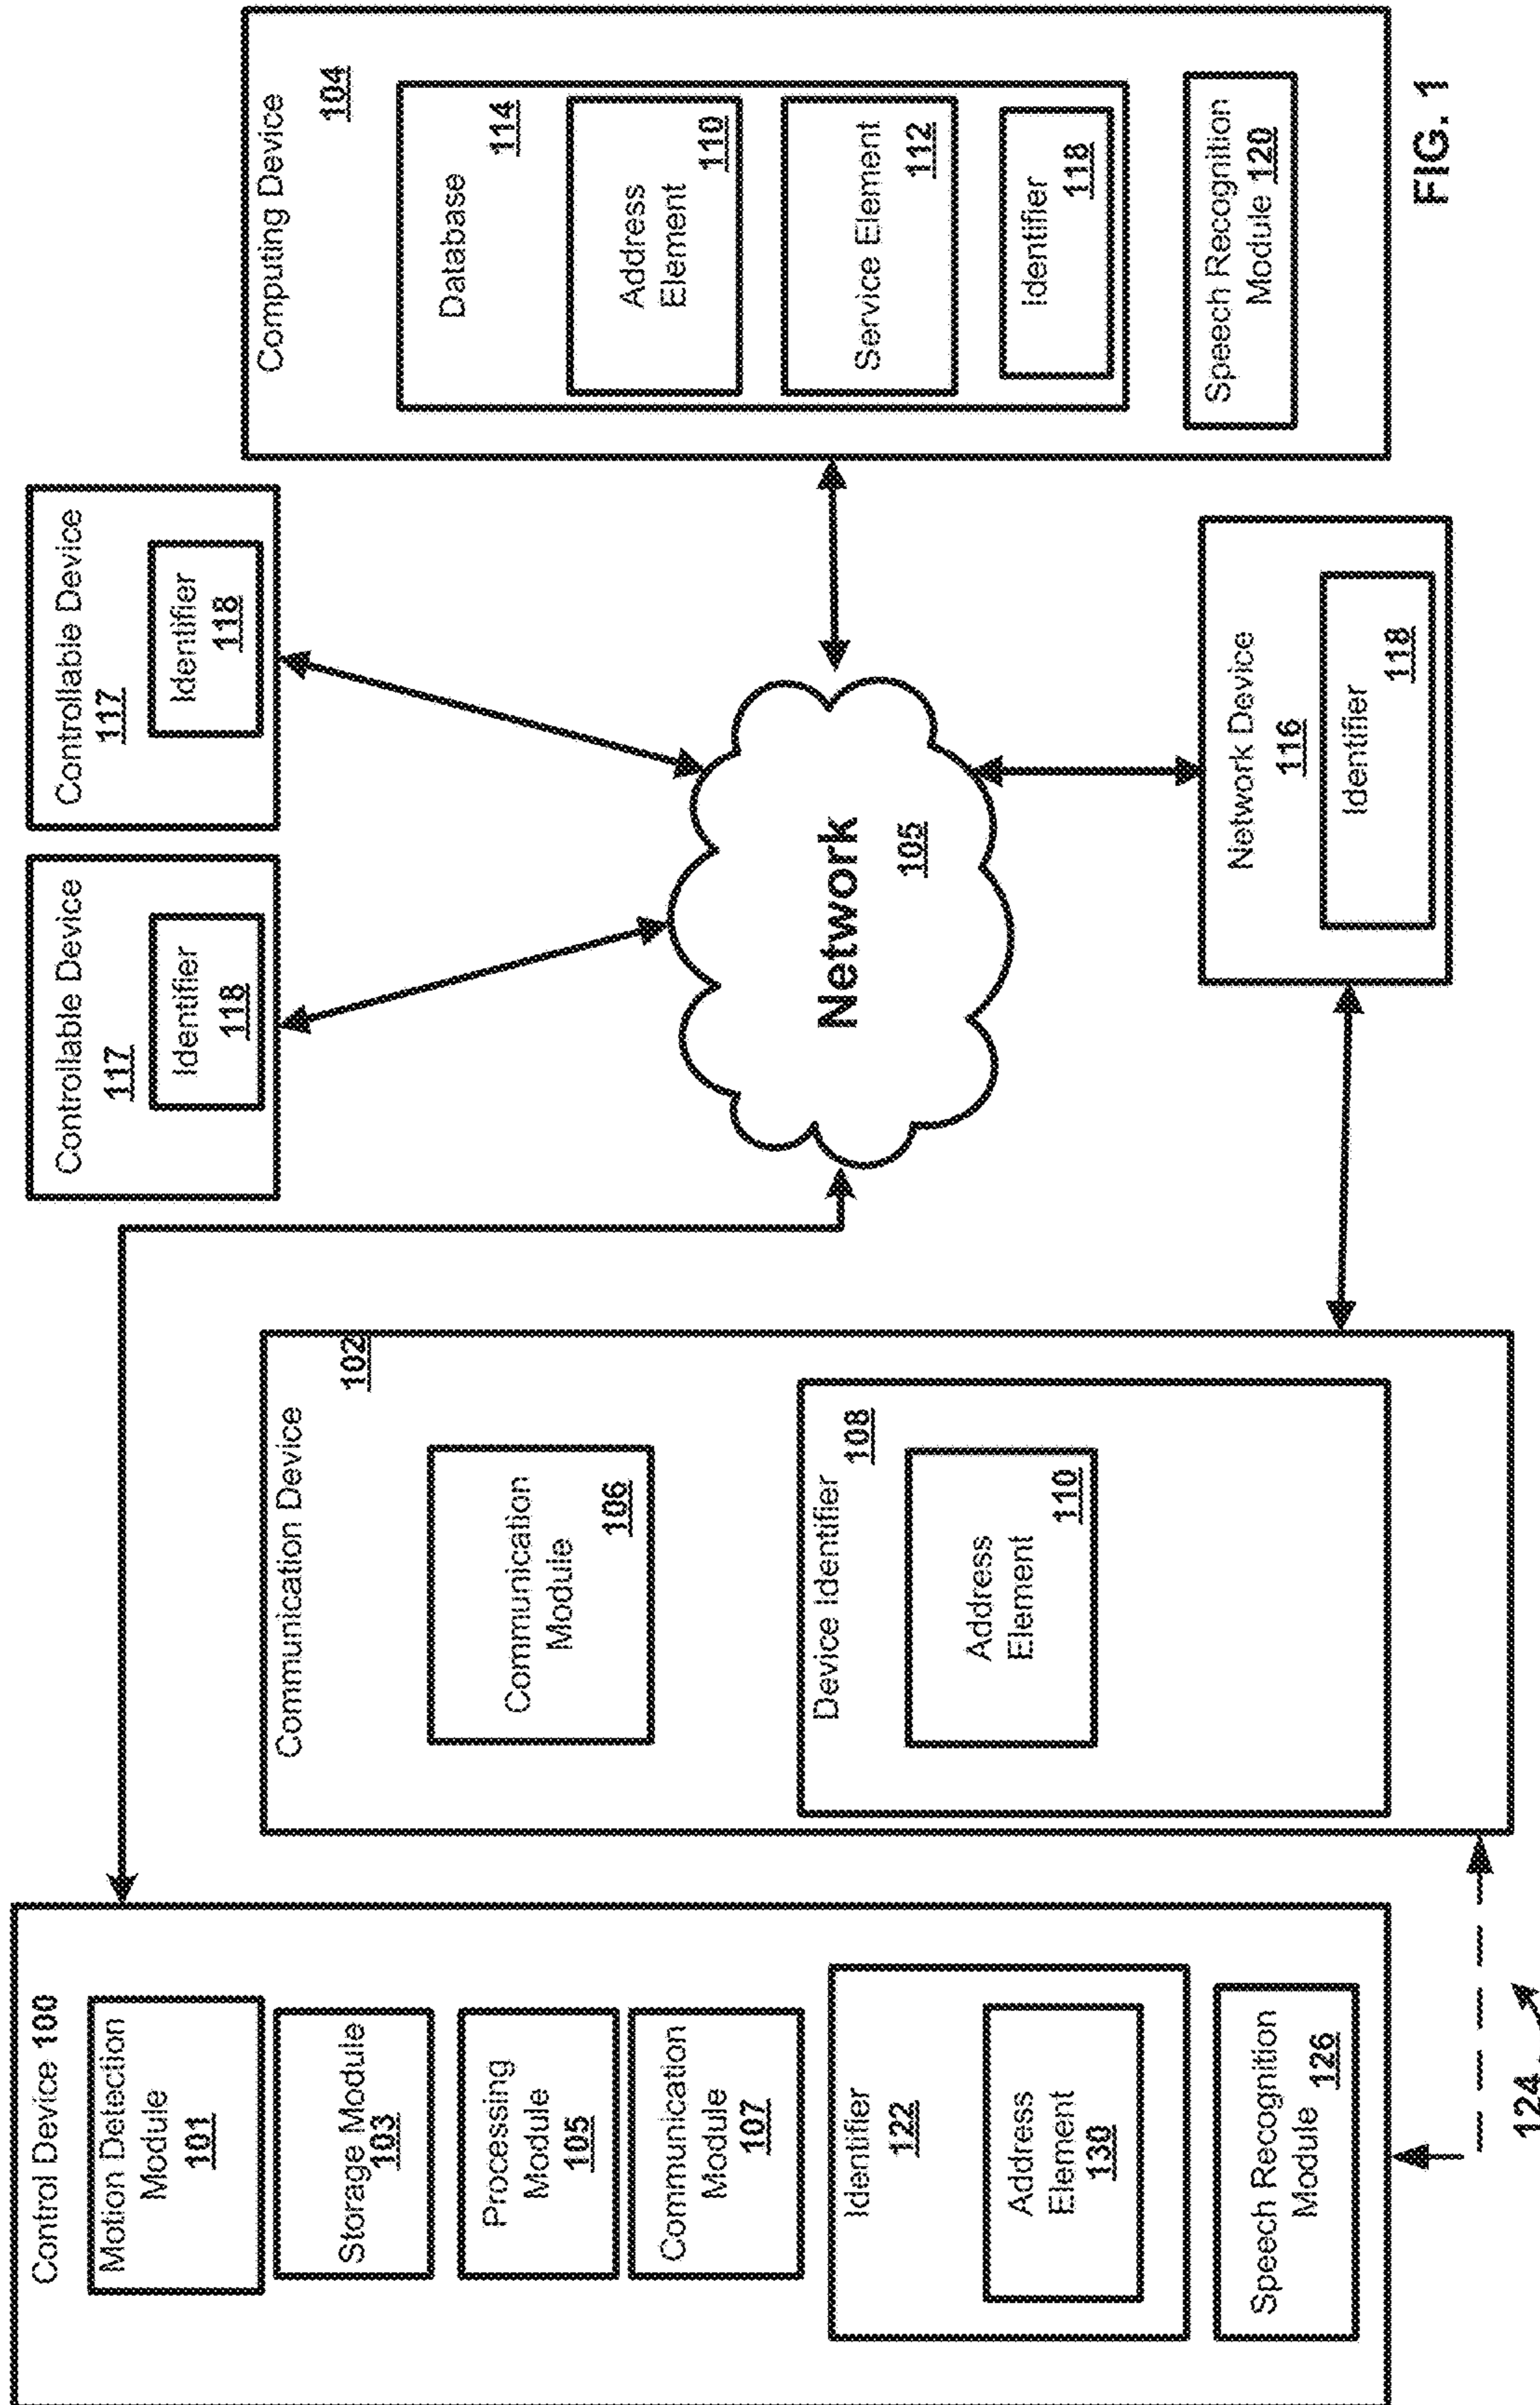 Control Device 100
Motion Detection
Module
101
Storage Module
103
Processing
Module
105
Communication
Module
107
Identifier
122
Address
Element
130
Speech Recognition
Module 126
124
Communication Device
102
Communication
Module
106
Device Identifier
108
Address
Element
110
Controllable Device
117
Identifier
118
Controllable Device
117
Identifier
118
Network
105
Network Device
116
Identifier
118
Computing Device
104
Database
114
Address
Element
110
Service Element
112
Identifier
118
Speech Recognition
Module 120
FIG. 1